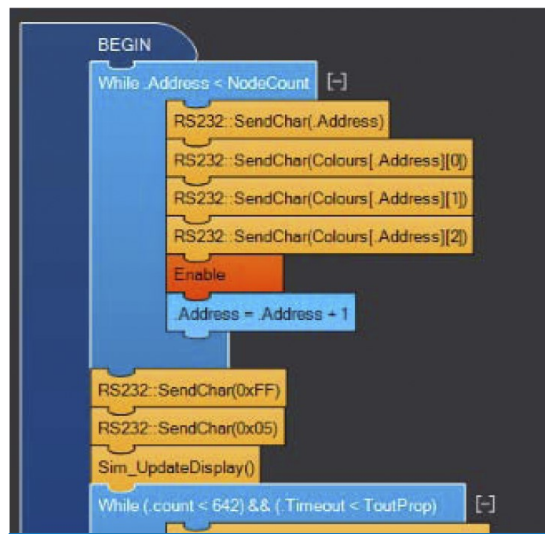 BEGIN
While .Address < NodeCount [-]
RS232::SendChar(.Address)
RS232::SendChar(Colours[.Address][0])
RS232::SendChar(Colours[.Address][1])
RS232::SendChar(Colours[.Address][2])
Enable
.Address = .Address + 1
RS232::SendChar(0xFF)
RS232::SendChar(0x05)
Sim_UpdateDisplay()
While (.count < 642) && (.Timeout < ToutProp) [-]